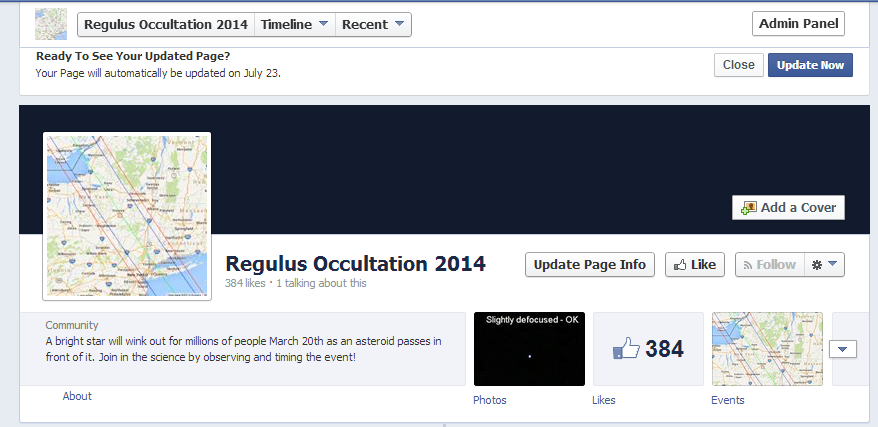 Regulus Occultation 2014 Timeline Recent Admin Panel
Ready To See Your Updated Page?
Your Page will automatically be updated on July 23.
Close Update Now
Add a Cover
Regulus Occultation 2014
384 likes · 1 talking about this
Update Page Info Like Follow
Community
A bright star will wink out for millions of people March 20th as an asteroid passes in
front of it. Join in the science by observing and timing the event!
About
Slightly defocused - OK
384
Photos Likes Events